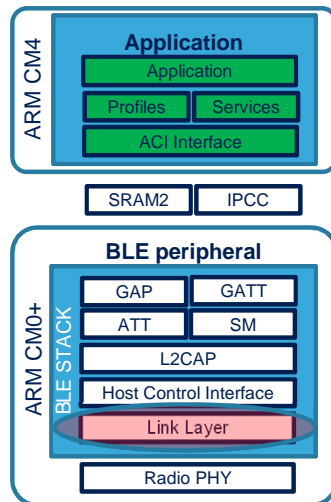 ARM CM4
Application
Application
Profiles Services
ACI Interface
SRAM2 IPCC
ARM CM0+
BLE peripheral
BLE STACK
GAP GATT
ATT SM
L2CAP
Host Control Interface
Link Layer
Radio PHY